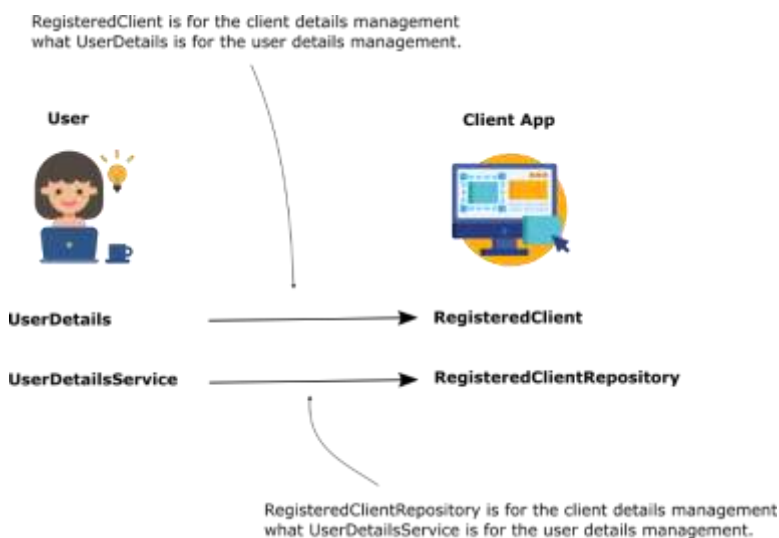 RegisteredClient is for the client details management
what UserDetails is for the user details management.
User
Client App
UserDetails
RegisteredClient
UserDetailsService
RegisteredClientRepository
RegisteredClientRepository is for the client details management
what UserDetailsService is for the user details management.